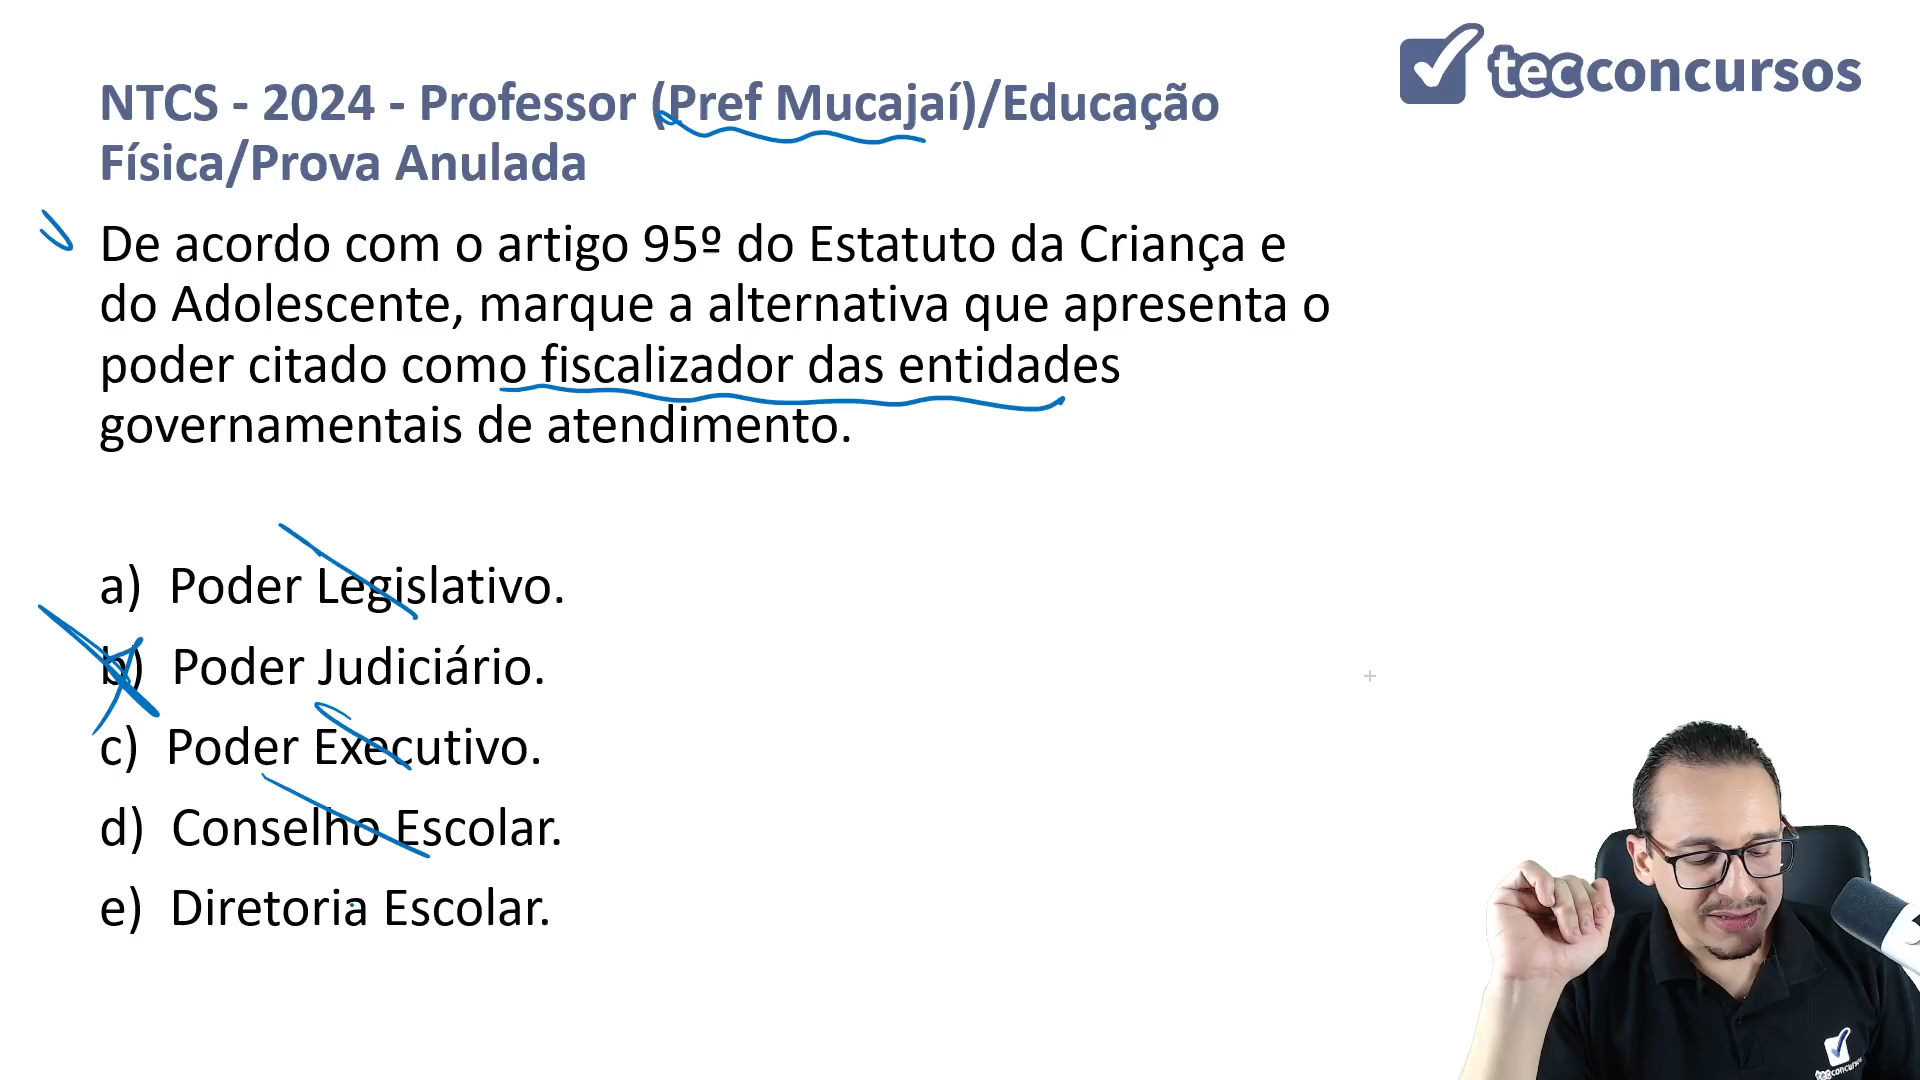 tecconcursos
NTCS - 2024 - Professor (Pref Mucajaí)/Educação
Física/Prova Anulada
De acordo com o artigo 95º do Estatuto da Criança e
do Adolescente, marque a alternativa que apresenta o
poder citado como fiscalizador das entidades
governamentais de atendimento.
a) Poder Legislativo.
b) Poder Judiciário.
c) Poder Executivo.
d) Conselho Escolar.
e) Diretoria Escolar.
tecconcursos